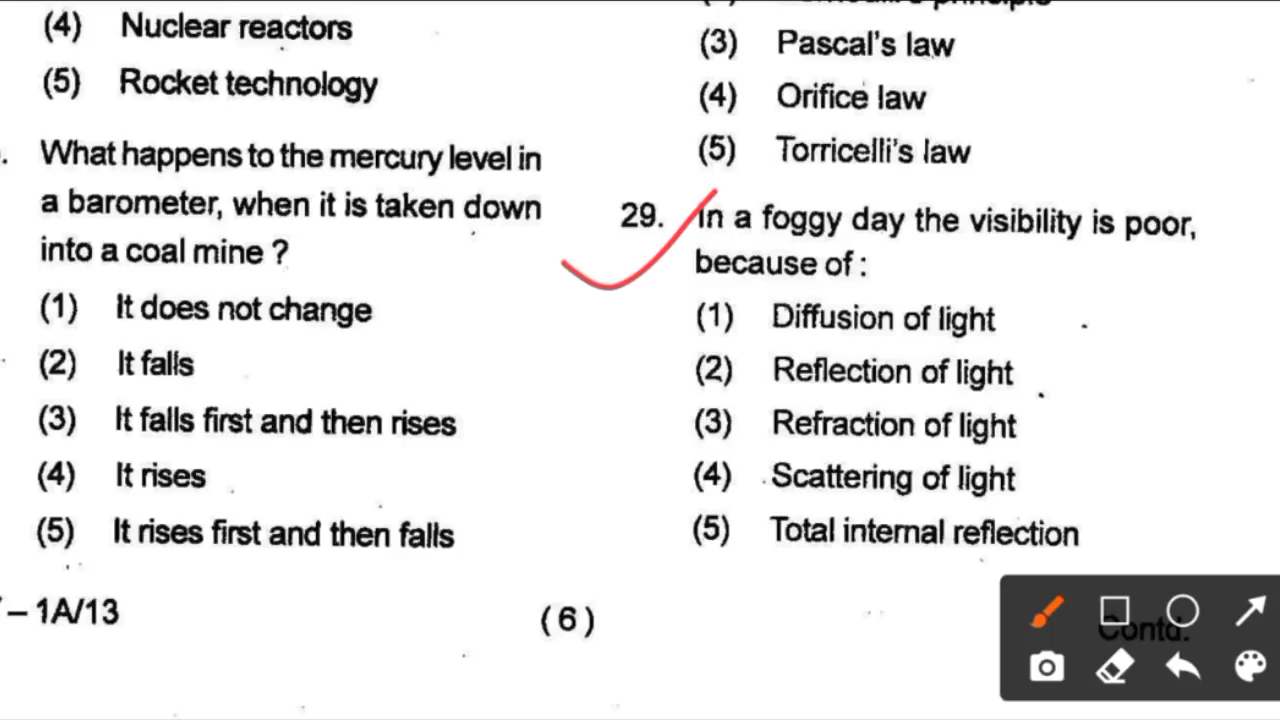 (4) Nuclear reactors
(5) Rocket technology
. What happens to the mercury level in
a barometer, when it is taken down
into a coal mine ?
(1) It does not change
(2) It falls
(3) It falls first and then rises
(4) It rises
(5) It rises first and then falls
– 1A/13
(3) Pascal's law
(4) Orifice law
(5) Torricelli's law
29. In a foggy day the visibility is poor,
because of :
(1) Diffusion of light
(2) Reflection of light
(3) Refraction of light
(4) Scattering of light
(5) Total internal reflection
( 6 )
Contd.